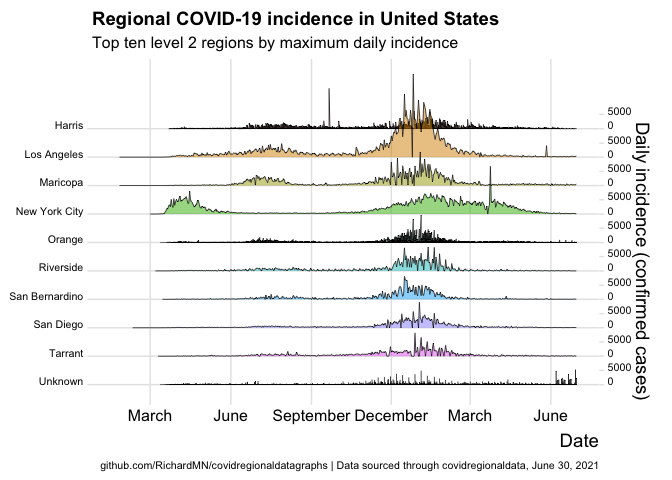 Regional COVID-19 incidence in United States
Top ten level 2 regions by maximum daily incidence
Harris
Los Angeles
Maricopa
New York City
Orange
Riverside
San Bernardino
San Diego
Tarrant
Unknown
5000
0
5000
0
5000
0
5000
0
5000
0
5000
0
5000
0
5000
0
5000
0
5000
0
Daily incidence (confirmed cases)
March June September December March June
Date
github.com/RichardMN/covidregionaldatagraphs | Data sourced through covidregionaldata, June 30, 2021